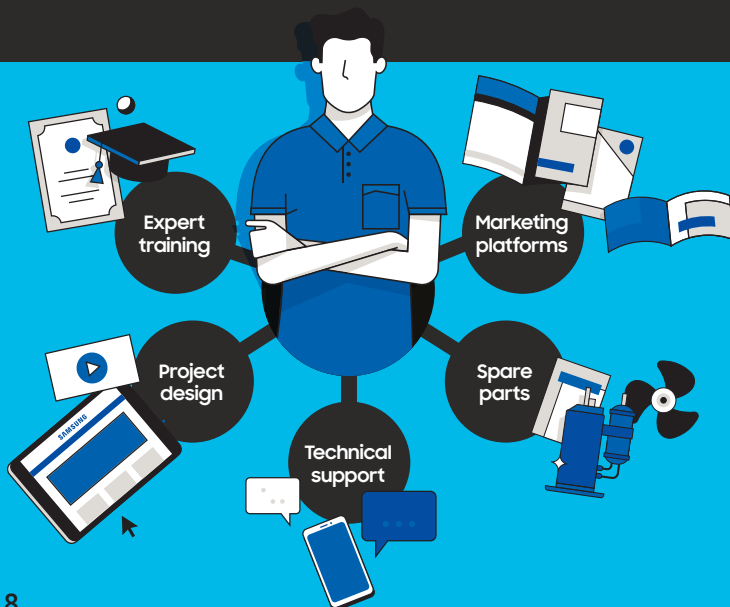 Expert
training
Marketing
platforms
Project
design
Spare
parts
SAMSUNG
Technical
support
8